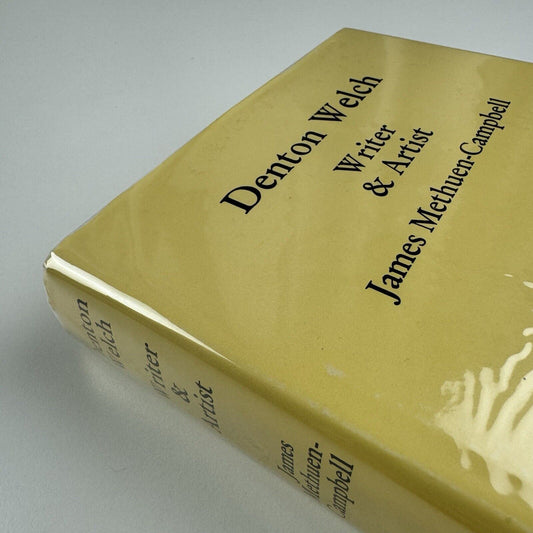 Denton Welch
Writer
& Artist
James Methuen-Campbell
Denton
Welch
Writer
&
Artist
James
Methuen-
Campbell